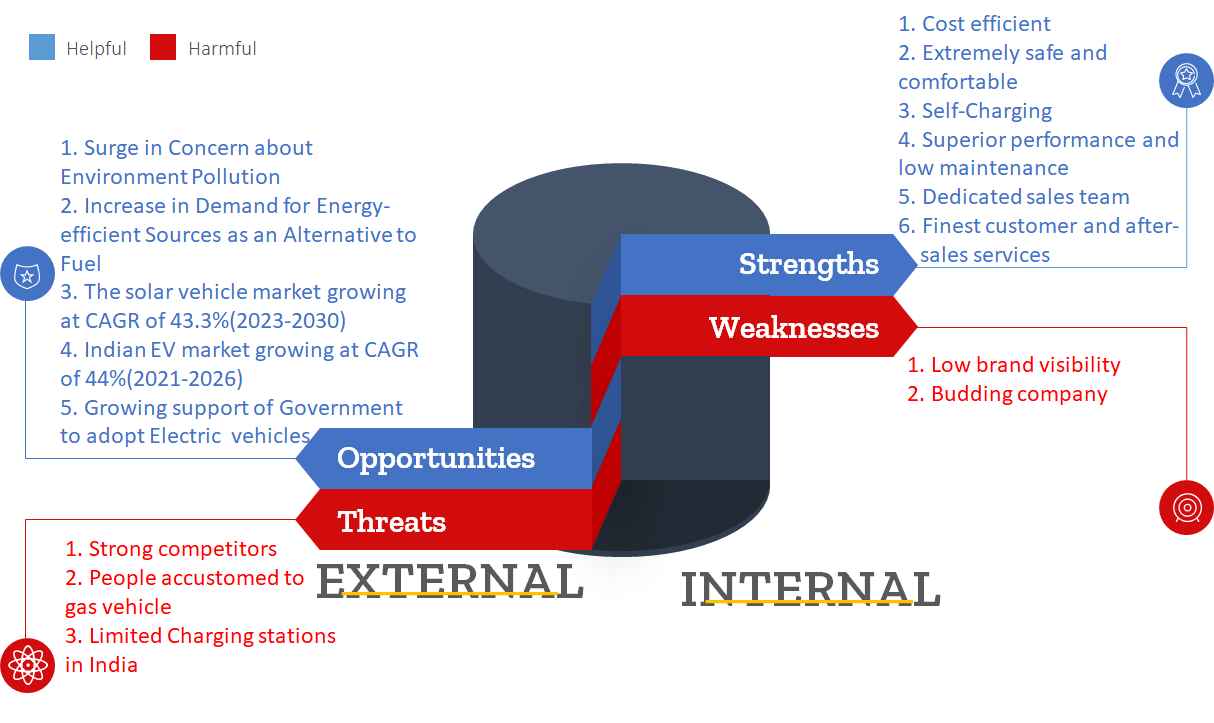 Helpful
Harmful
1. Cost efficient
2. Extremely safe and
comfortable
3. Self-Charging
4. Superior performance and
low maintenance
5. Dedicated sales team
6. Finest customer and after-
sales services
1. Surge in Concern about
Environment Pollution
2. Increase in Demand for Energy-
efficient Sources as an Alternative to
Fuel
3. The solar vehicle market growing
at CAGR of 43.3%(2023-2030)
4. Indian EV market growing at CAGR
of 44%(2021-2026)
5. Growing support of Government
to adopt Electric vehicles
Strengths
Weaknesses
1. Low brand visibility
2. Budding company
Opportunities
Threats
1. Strong competitors
2. People accustomed to
gas vehicle
3. Limited Charging stations
in India
EXTERNAL
INTERNAL